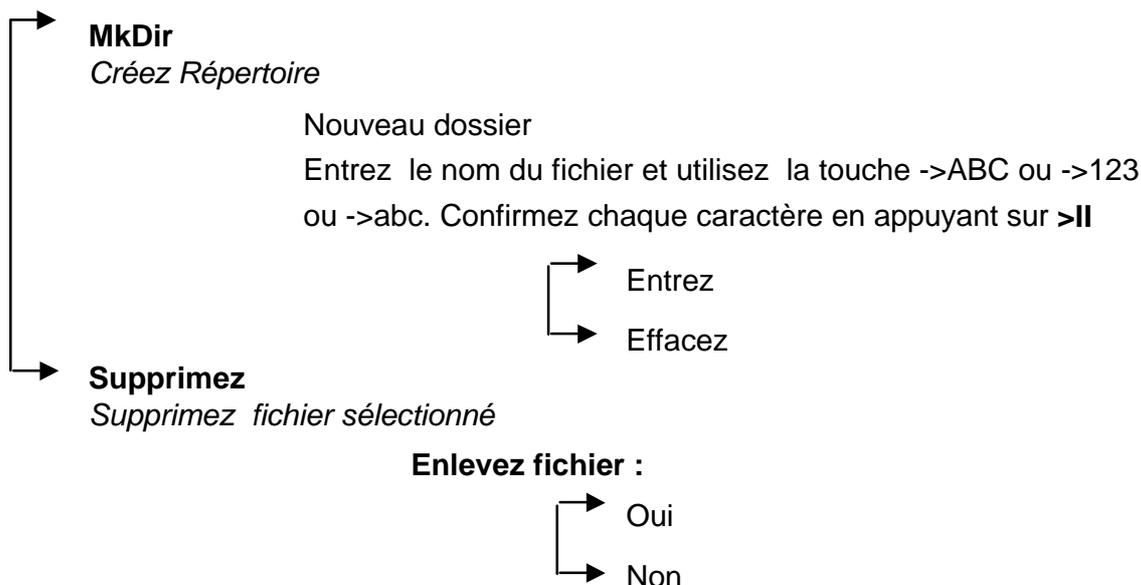 MkDir
Créez Répertoire
Nouveau dossier
Entrez le nom du fichier et utilisez la touche ->ABC ou ->123
ou ->abc. Confirmez chaque caractère en appuyant sur >II
Entrez
Effacez
Supprimez
Supprimez fichier sélectionné
Enlevez fichier :
Oui
Non